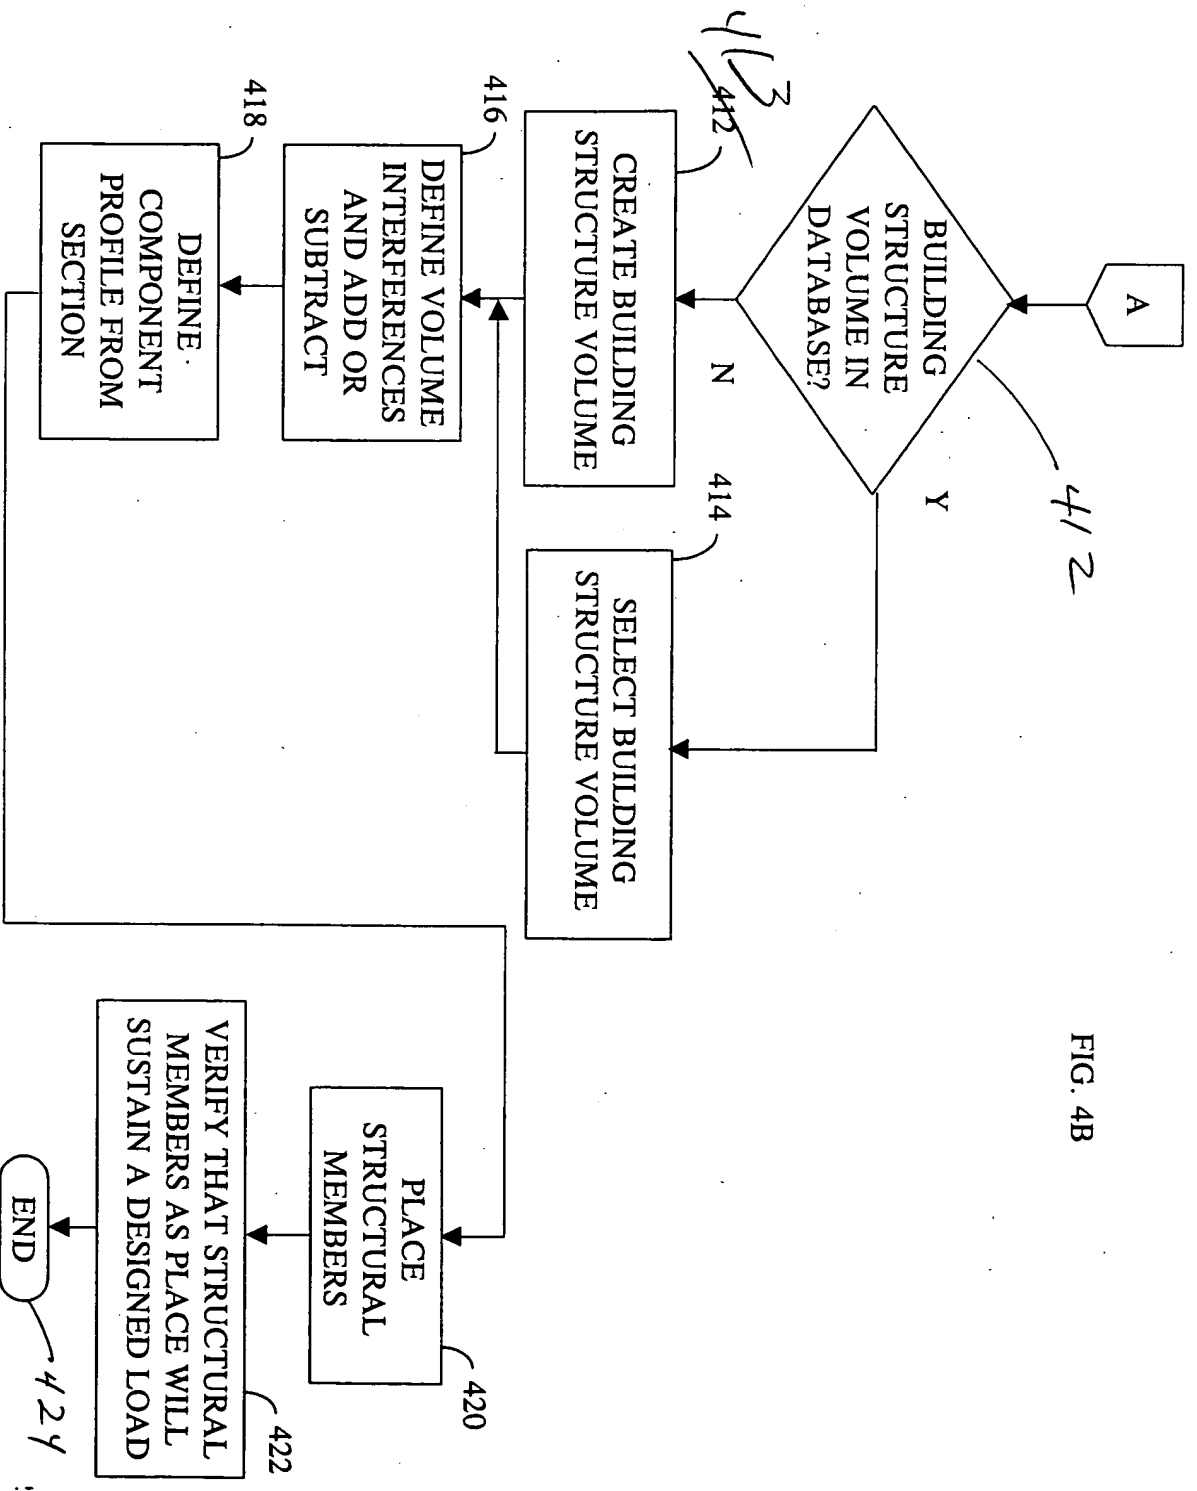 FIG. 4B
A
BUILDING
STRUCTURE
VOLUME IN
DATABASE?
412
Y
N
413
412
CREATE BUILDING
STRUCTURE VOLUME
414
SELECT BUILDING
STRUCTURE VOLUME
416
DEFINE VOLUME
INTERFERENCES
AND ADD OR
SUBTRACT
418
DEFINE
COMPONENT
PROFILE FROM
SECTION
PLACE
STRUCTURAL
MEMBERS
420
VERIFY THAT STRUCTURAL
MEMBERS AS PLACE WILL
SUSTAIN A DESIGNED LOAD
422
END
424